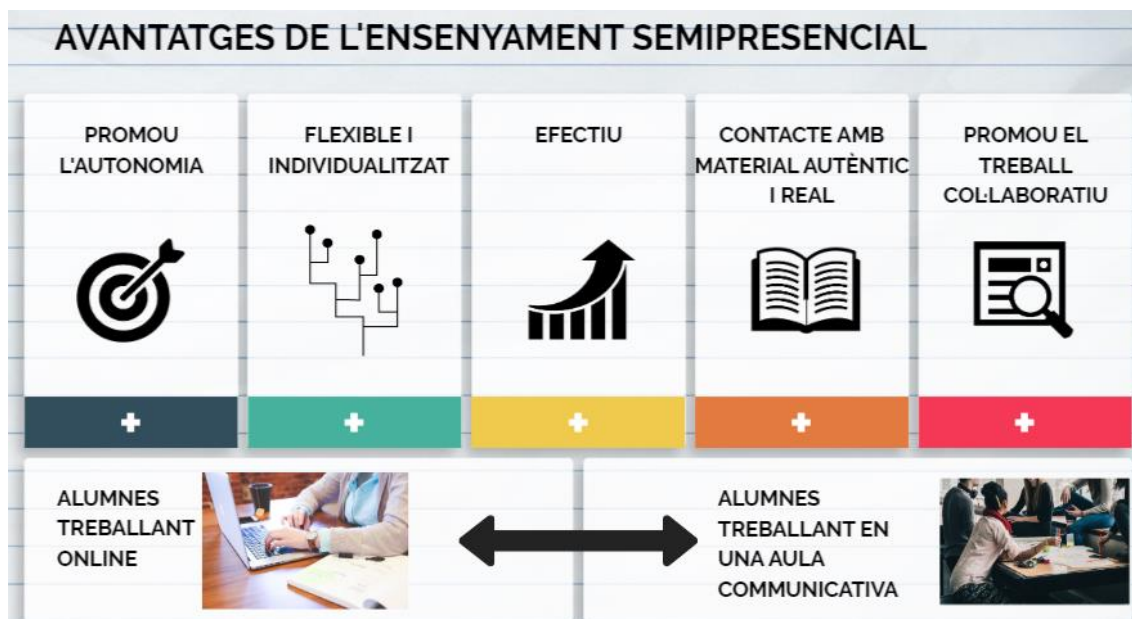 AVANTATGES DE L'ENSENYAMENT SEMIPRESENCIAL
PROMOU
L'AUTONOMIA
FLEXIBLE I
INDIVIDUALITZAT
EFECTIU
CONTACTE AMB
MATERIAL AUTÈNTIC
I REAL
PROMOU EL
TREBALL
COL·LABORATIU
ALUMNES
TREBALLANT
ONLINE
ALUMNES
TREBALLANT EN
UNA AULA
COMMUNICATIVA